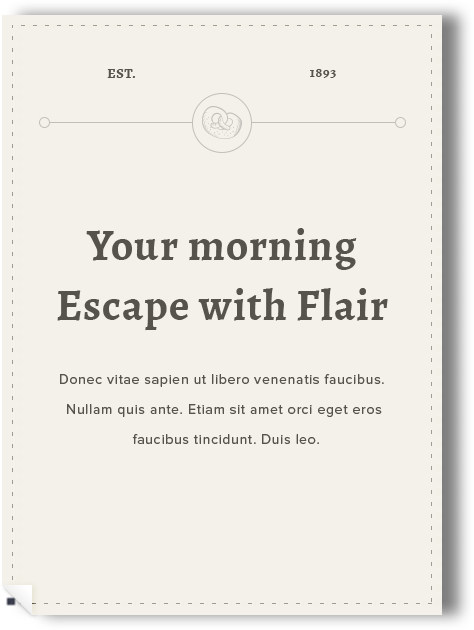 EST. 1893
Your morning
Escape with Flair
Donec vitae sapien ut libero venenatis faucibus.
Nullam quis ante. Etiam sit amet orci eget eros
faucibus tincidunt. Duis leo.